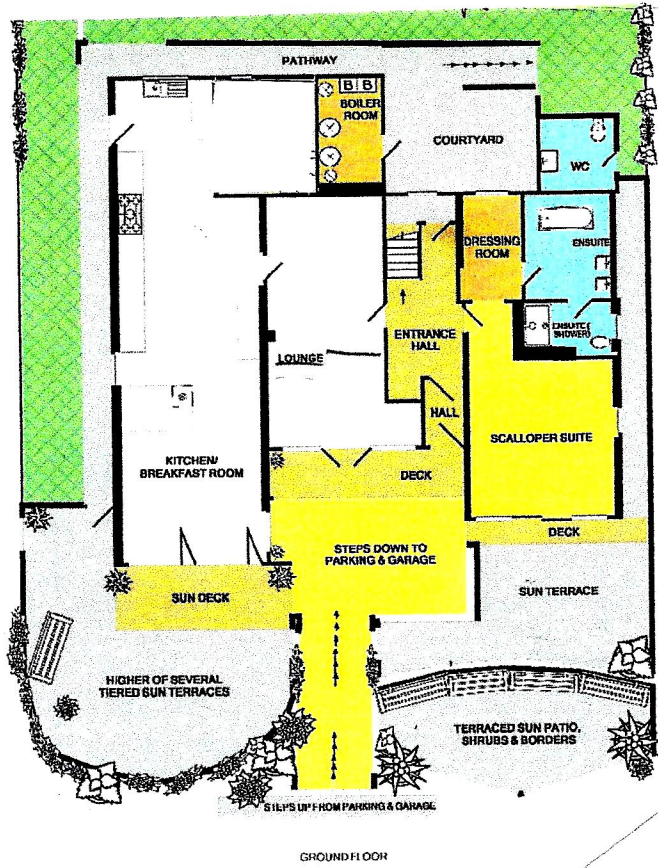 PATHWAY
B B
BOILER
ROOM
COURTYARD
WC
DRESSING
ROOM
ENSUITE
ENSUITE (
SHOWER)
ENTRANCE
HALL
LOUNGE
HALL
SCALLOPER SUITE
KITCHEN/
BREAKFAST ROOM
DECK
DECK
STEPS DOWN TO
PARKING & GARAGE
SUN DECK
SUN TERRACE
HIGHER OF SEVERAL
TIERED SUN TERRACES
TERRACED SUN PATIO,
SHRUBS & BORDERS
STEPS UP FROM PARKING & GARAGE
GROUND FLOOR